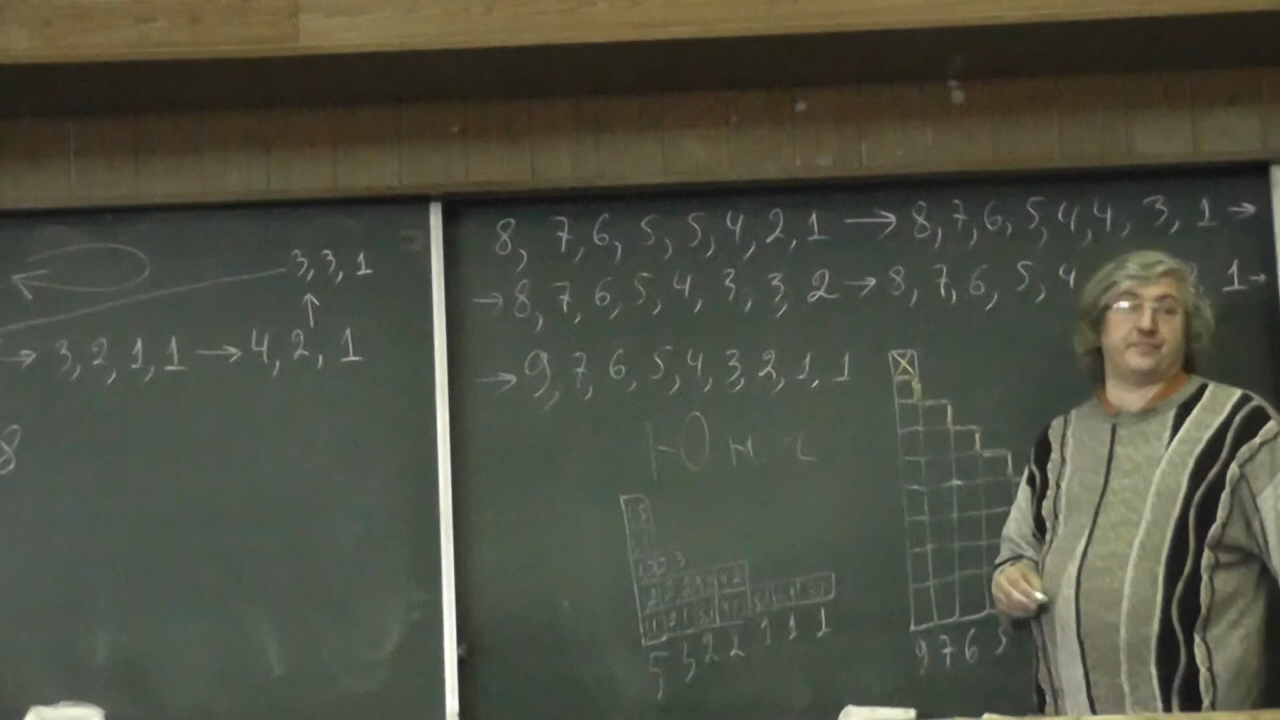 3, 3, 1
↑
→ 3, 2, 1, 1 → 4, 2, 1
8
8, 7, 6, 5, 5, 4, 2, 1 → 8, 7, 6, 5, 4, 4, 3, 1 →
→ 8, 7, 6, 5, 4, 3, 3, 2 → 8, 7, 6, 5, 4 1 →
→ 9, 7, 6, 5, 4, 3, 2, 1, 1
Юнг
5 3 2 2 1 1 1
9 7 6 5